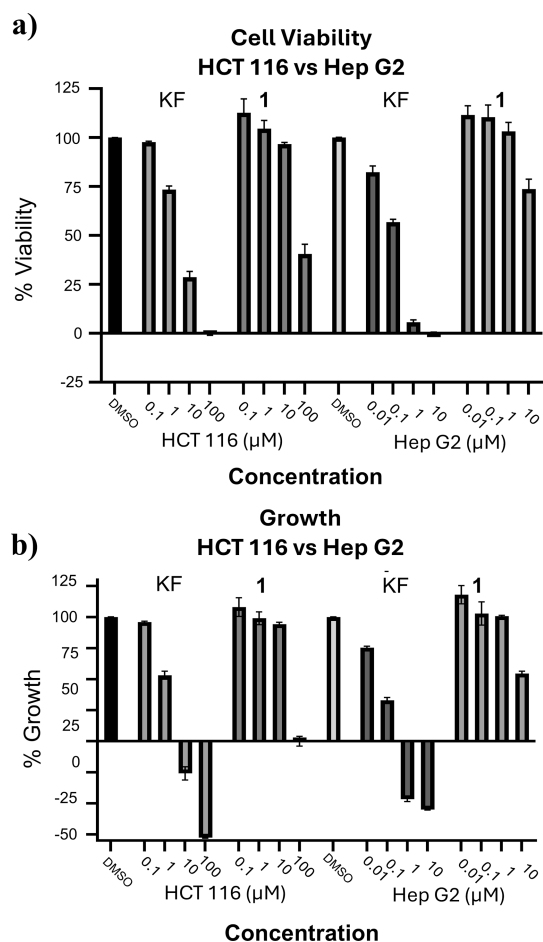 a)
Cell Viability
HCT 116 vs Hep G2
KF 1 KF 1
% Viability
125
100
75
50
25
0
-25
DMSO 0.1 1 10 100 0.1 1 10 100 DMSO 0.01 0.1 1 10 0.01 0.1 1 10
HCT 116 (µM) Hep G2 (µM)
Concentration
b)
Growth
HCT 116 vs Hep G2
KF 1 KF 1
% Growth
125
100
75
50
25
0
-25
-50
DMSO 0.1 1 10 100 0.1 1 10 100 DMSO 0.01 0.1 1 10 0.01 0.1 1 10
HCT 116 (µM) Hep G2 (µM)
Concentration